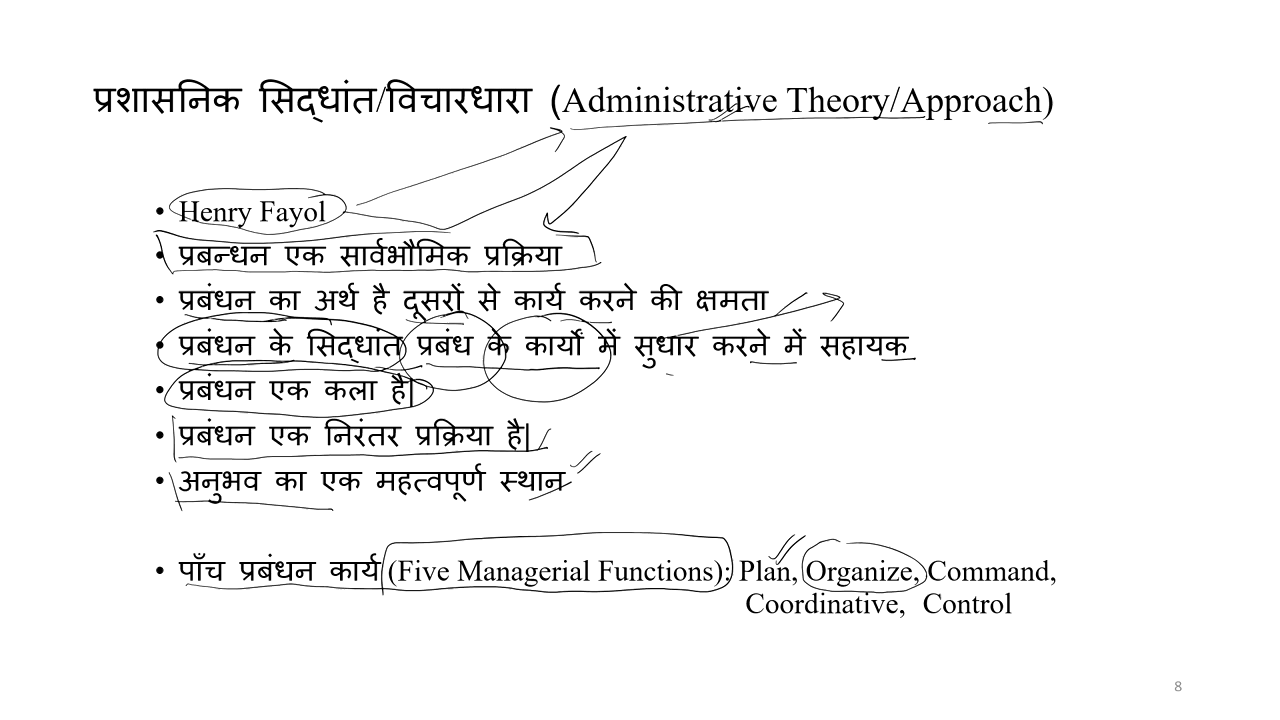 प्रशासनिक सिद्धांत/विचारधारा (Administrative Theory/Approach)
• Henry Fayol
• प्रबन्धन एक सार्वभौमिक प्रक्रिया
• प्रबंधन का अर्थ है दूसरों से कार्य करने की क्षमता
• प्रबंधन के सिद्धांत प्रबंध के कार्यों में सुधार करने में सहायक
• प्रबंधन एक कला है|
• प्रबंधन एक निरंतर प्रक्रिया है|
• अनुभव का एक महत्वपूर्ण स्थान
• पाँच प्रबंधन कार्य (Five Managerial Functions): Plan, Organize, Command,
Coordinative, Control
8